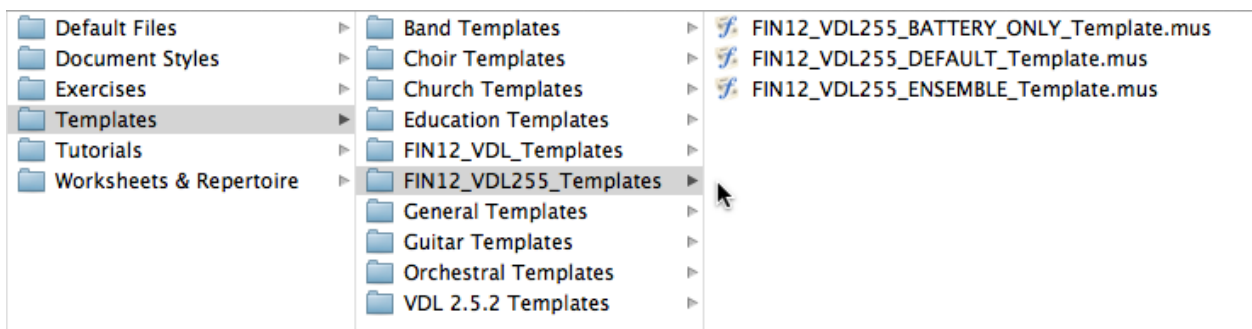 Default Files
Document Styles
Exercises
Templates
Tutorials
Worksheets & Repertoire
Band Templates
Choir Templates
Church Templates
Education Templates
FIN12_VDL_Templates
FIN12_VDL255_Templates
General Templates
Guitar Templates
Orchestral Templates
VDL 2.5.2 Templates
FIN12_VDL255_BATTERY_ONLY_Template.mus
FIN12_VDL255_DEFAULT_Template.mus
FIN12_VDL255_ENSEMBLE_Template.mus